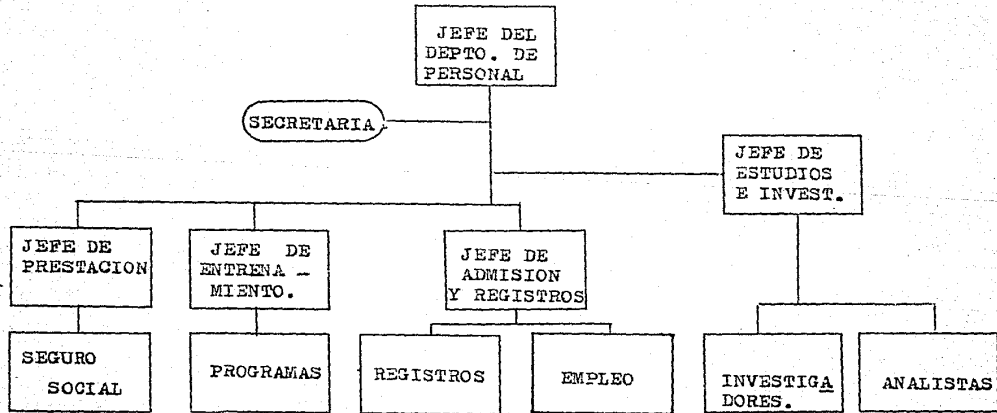 JEFE DEL
DEPTO. DE
PERSONAL
SECRETARIA
JEFE DE
ESTUDIOS
E INVEST.
JEFE DE
PRESTACION
JEFE DE
ENTRENA -
MIENTO.
JEFE DE
ADMISION
Y REGISTROS
SEGURO
SOCIAL
PROGRAMAS
REGISTROS
EMPLEO
INVESTIGA
DORES.
ANALISTAS